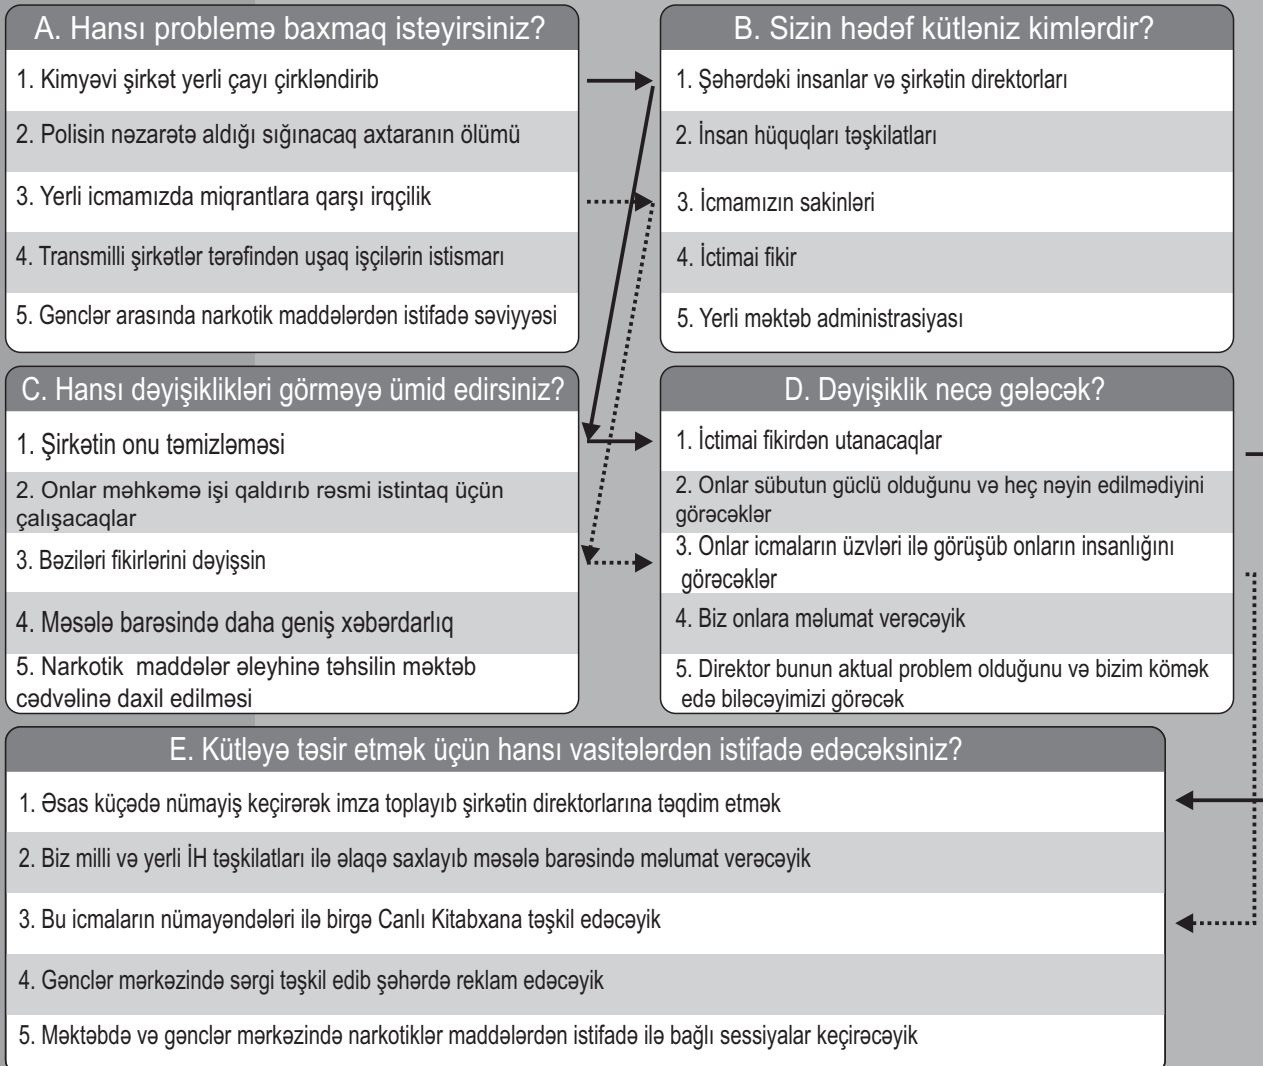 A. Hansı problemə baxmaq istəyirsiniz?
1. Kimyəvi şirkət yerli çayı çirkləndirib
2. Polisin nəzarətə aldığı sığınacaq axtaranın ölümü
3. Yerli icmamızda miqrantlara qarşı irqçilik
4. Transmilli şirkətlər tərəfindən uşaq işçilərin istismarı
5. Gənclər arasında narkotik maddələrdən istifadə səviyyəsi
B. Sizin hədəf kütləniz kimlərdir?
1. Şəhərdəki insanlar və şirkətin direktorları
2. İnsan hüquqları təşkilatları
3. İcmamızın sakinləri
4. İctimai fikir
5. Yerli məktəb administrasiyası
C. Hansı dəyişiklikləri görməyə ümid edirsiniz?
1. Şirkətin onu təmizləməsi
2. Onlar məhkəmə işi qaldırıb rəsmi istintaq üçün
çalışacaqlar
3. Bəziləri fikirlərini dəyişsin
4. Məsələ barəsində daha geniş xəbərdarlıq
5. Narkotik maddələr əleyhinə təhsilin məktəb
cədvəlinə daxil edilməsi
D. Dəyişiklik necə gələcək?
1. İctimai fikirdən utanacaqlar
2. Onlar sübutun güclü olduğunu və heç nəyin edilmədiyini
görəcəklər
3. Onlar icmaların üzvləri ilə görüşüb onların insanlığını
görəcəklər
4. Biz onlara məlumat verəcəyik
5. Direktor bunun aktual problem olduğunu və bizim kömək
edə biləcəyimizi görəcək
E. Kütləyə təsir etmək üçün hansı vasitələrdən istifadə edəcəksiniz?
1. Əsas küçədə nümayiş keçirərək imza toplayıb şirkətin direktorlarına təqdim etmək
2. Biz milli və yerli İH təşkilatları ilə əlaqə saxlayıb məsələ barəsində məlumat verəcəyik
3. Bu icmaların nümayəndələri ilə birgə Canlı Kitabxana təşkil edəcəyik
4. Gənclər mərkəzində sərgi təşkil edib şəhərdə reklam edəcəyik
5. Məktəbdə və gənclər mərkəzində narkotiklər maddələrdən istifadə ilə bağlı sessiyalar keçirəcəyik